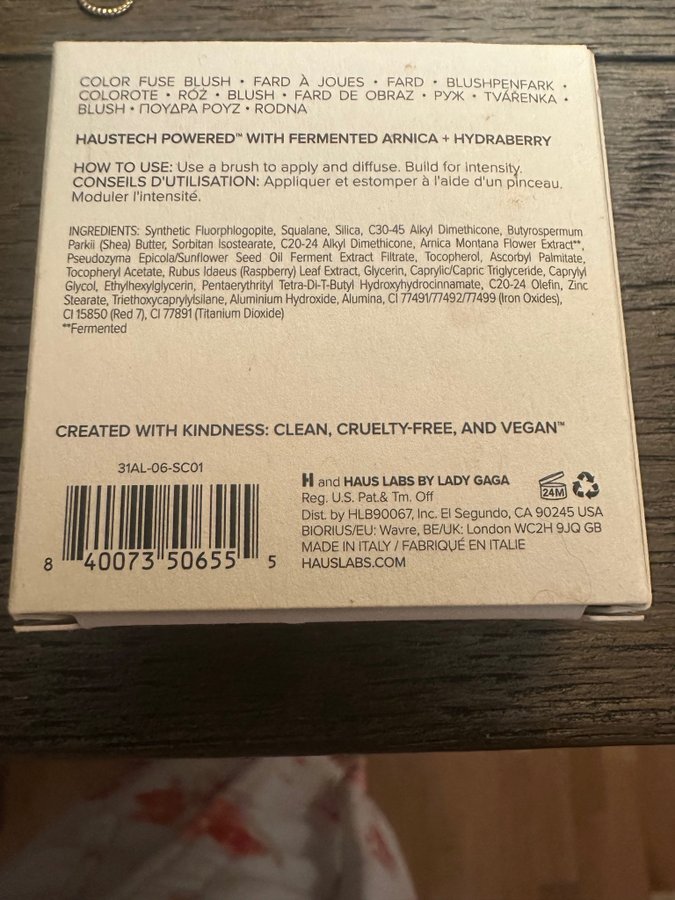 COLOR FUSE BLUSH • FARD À JOUES • FARD • BLUSHPENFARK •
COLOROTE • RÓŻ • BLUSH • FARD DE OBRAZ • РУЖ • TVÁŘENKA •
BLUSH • ΠΟΥΔΡΑ ΡΟΥΖ • RODNA
HAUSTECH POWERED™ WITH FERMENTED ARNICA + HYDRABERRY
HOW TO USE: Use a brush to apply and diffuse. Build for intensity.
CONSEILS D'UTILISATION: Appliquer et estomper à l'aide d'un pinceau.
Moduler l'intensité.
INGREDIENTS: Synthetic Fluorphlogopite, Squalane, Silica, C30-45 Alkyl Dimethicone, Butyrospermum
Parkii (Shea) Butter, Sorbitan Isostearate, C20-24 Alkyl Dimethicone, Arnica Montana Flower Extract**,
Pseudozyma Epicola/Sunflower Seed Oil Ferment Extract Filtrate, Tocopherol, Ascorbyl Palmitate,
Tocopheryl Acetate, Rubus Idaeus (Raspberry) Leaf Extract, Glycerin, Caprylic/Capric Triglyceride, Caprylyl
Glycol, Ethylhexylglycerin, Pentaerythrityl Tetra-Di-T-Butyl Hydroxyhydrocinnamate, C20-24 Olefin, Zinc
Stearate, Triethoxycaprylylsilane, Aluminium Hydroxide, Alumina, CI 77491/77492/77499 (Iron Oxides),
CI 15850 (Red 7), CI 77891 (Titanium Dioxide)
**Fermented
CREATED WITH KINDNESS: CLEAN, CRUELTY-FREE, AND VEGAN™
31AL-06-SC01
8 40073 50655 5
H and HAUS LABS BY LADY GAGA
Reg. U.S. Pat.& Tm. Off
Dist. by HLB90067, Inc. El Segundo, CA 90245 USA
BIORIUS/EU: Wavre, BE/UK: London WC2H 9JQ GB
MADE IN ITALY / FABRIQUÉ EN ITALIE
HAUSLABS.COM
24M